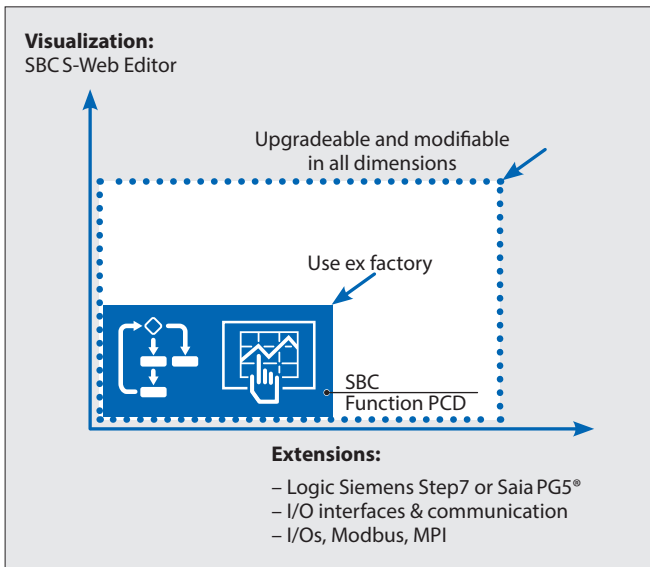 Visualization:
SBC S-Web Editor
Upgradeable and modifiable
in all dimensions
Use ex factory
SBC
Function PCD
Extensions:
– Logic Siemens Step7 or Saia PG5®
– I/O interfaces & communication
– I/Os, Modbus, MPI